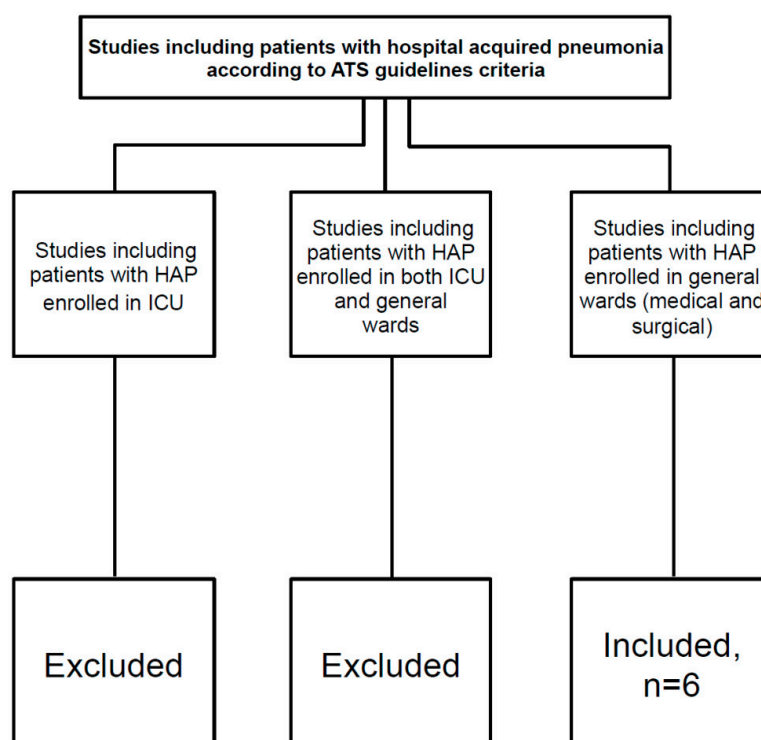 Studies including patients with hospital acquired pneumonia
according to ATS guidelines criteria
Studies including
patients with HAP
enrolled in ICU
Studies including
patients with HAP
enrolled in both ICU
and general
wards
Studies including
patients with HAP
enrolled in general
wards (medical and
surgical)
Excluded
Excluded
Included,
n=6